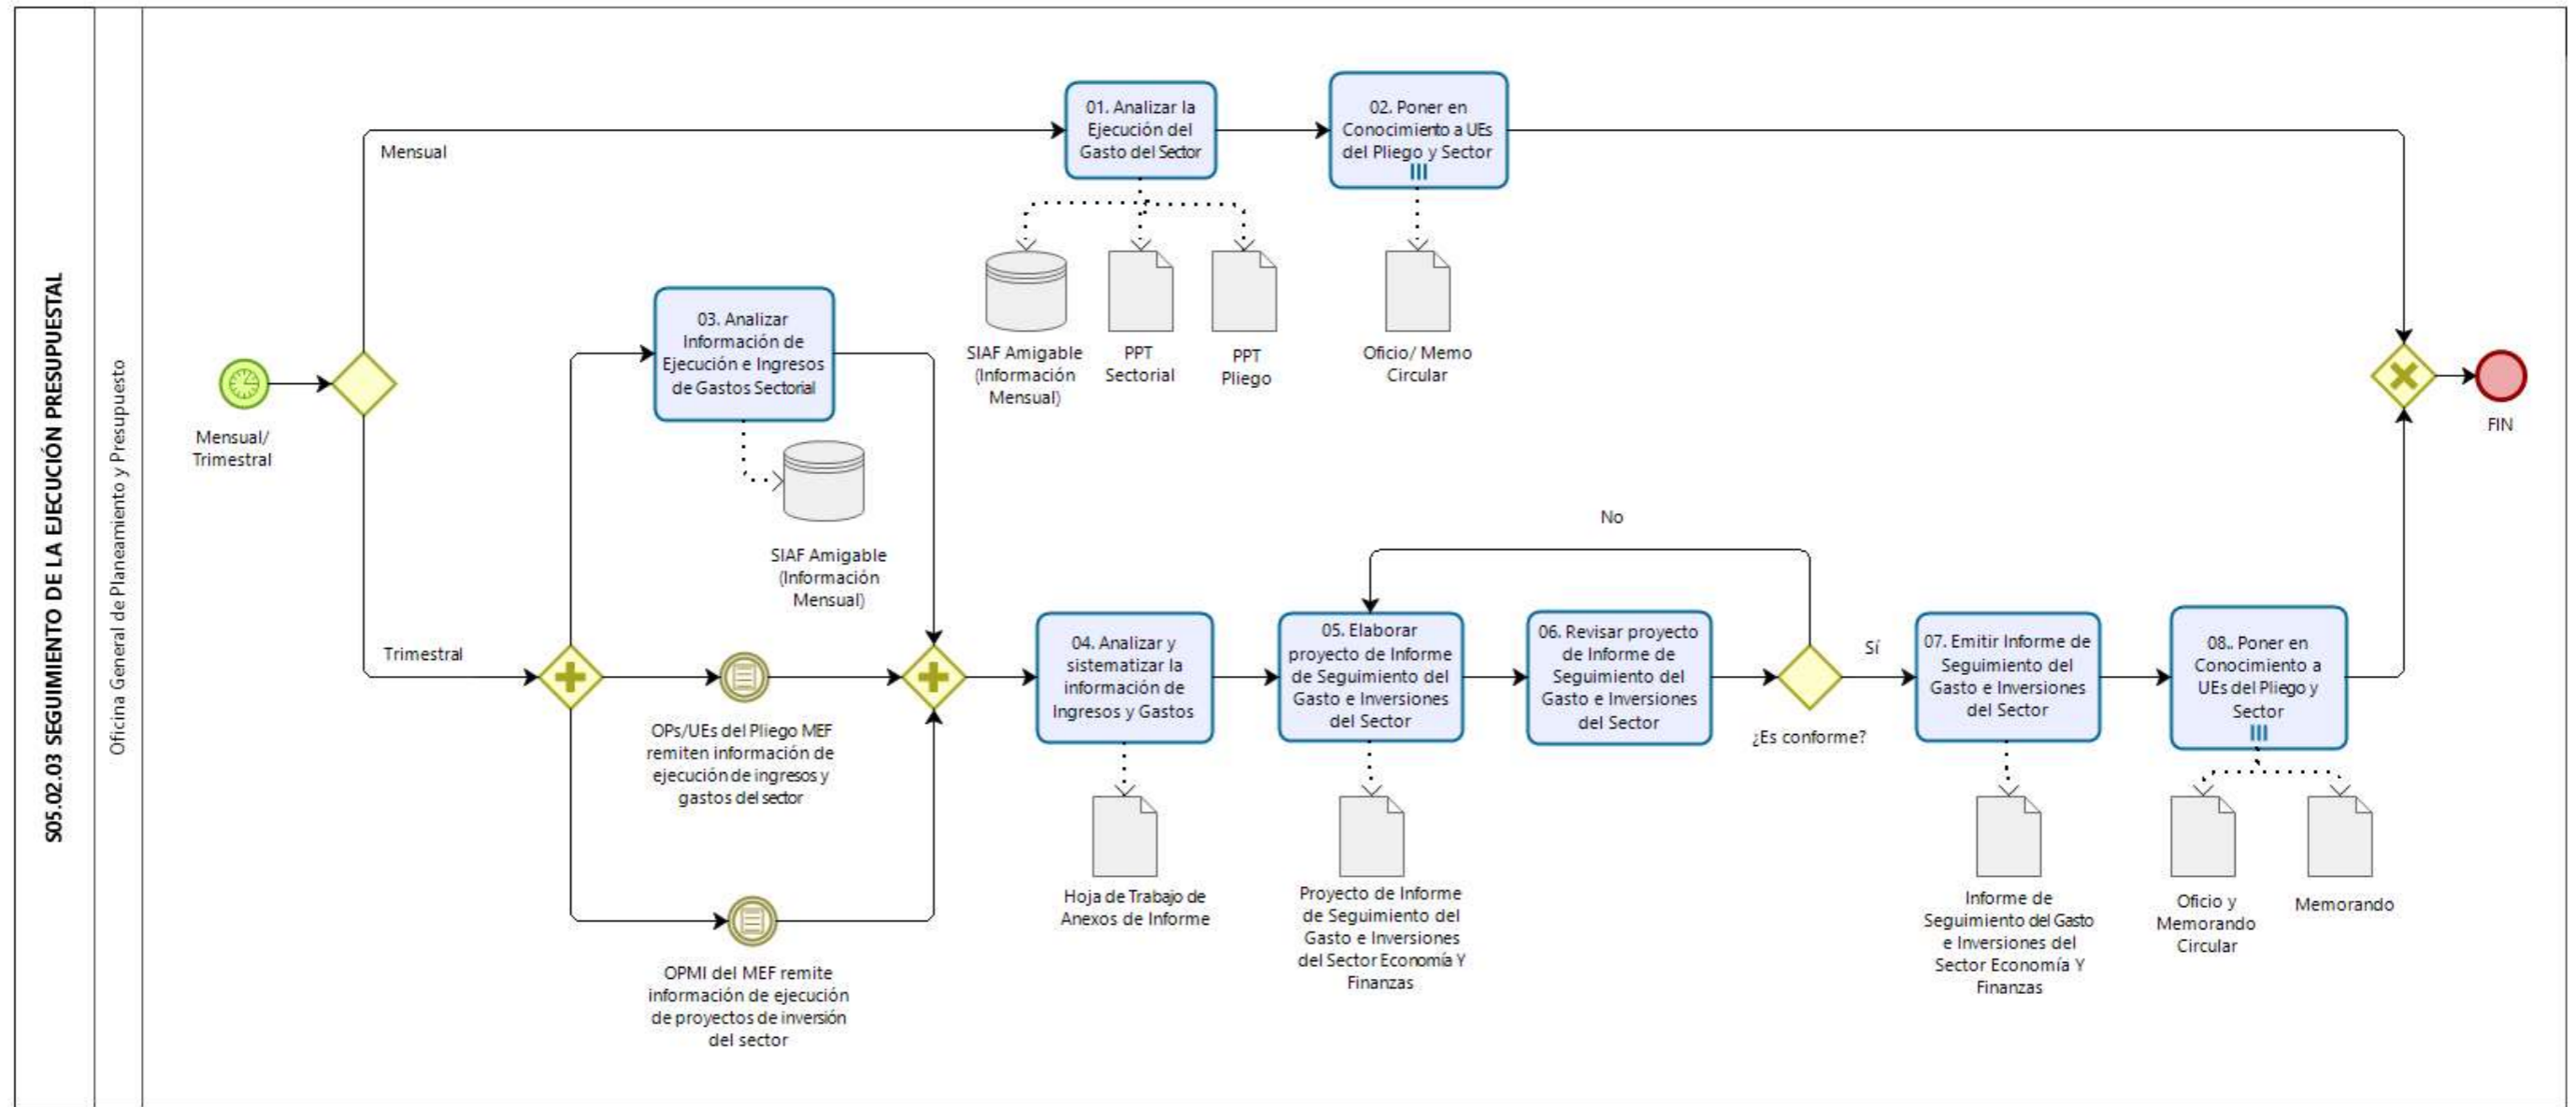 S05.02.03 SEGUIMIENTO DE LA EJECUCIÓN PRESUPUESTAL
Oficina General de Planeamiento y Presupuesto
Mensual/
Trimestral
Mensual
01. Analizar la
Ejecución del
Gasto del Sector
02. Poner en
Conocimiento a UEs
del Pliego y Sector
SIAF Amigable
(Información
Mensual)
PPT
Sectorial
PPT
Pliego
Oficio/ Memo
Circular
FIN
03. Analizar
Información de
Ejecución e Ingresos
de Gastos Sectorial
SIAF Amigable
(Información
Mensual)
Trimestral
OPs/UEs del Pliego MEF
remiten información de
ejecución de ingresos y
gastos del sector
OPMI del MEF remite
información de ejecución
de proyectos de inversión
del sector
04. Analizar y
sistematizar la
información de
Ingresos y Gastos
Hoja de Trabajo de
Anexos de Informe
05. Elaborar
proyecto de Informe
de Seguimiento del
Gasto e Inversiones
del Sector
Proyecto de Informe
de Seguimiento del
Gasto e Inversiones
del Sector Economía Y
Finanzas
06. Revisar proyecto
de Informe de
Seguimiento del
Gasto e Inversiones
del Sector
No
¿Es conforme?
Sí
07. Emitir Informe de
Seguimiento del
Gasto e Inversiones
del Sector
Informe de
Seguimiento del Gasto
e Inversiones del
Sector Economía Y
Finanzas
08.. Poner en
Conocimiento a
UEs del Pliego y
Sector
Oficio y
Memorando
Circular
Memorando